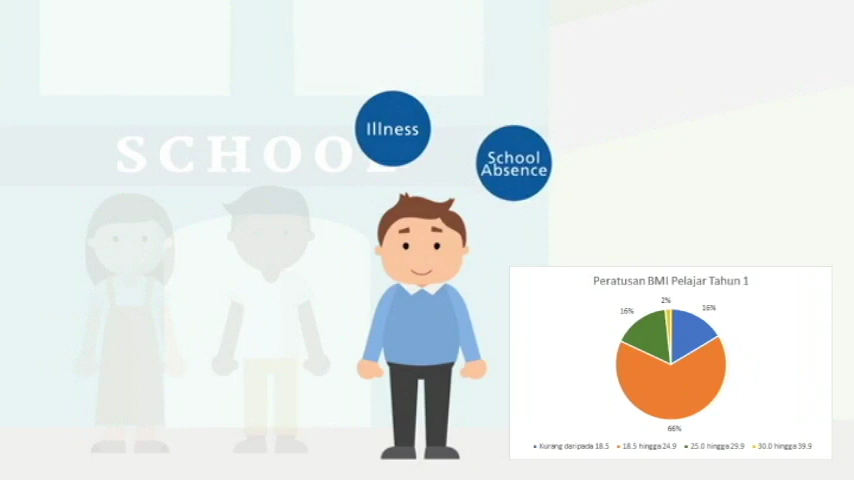 Illness
SCHOOL
School
Absence
Peratusan BMI Pelajar Tahun 1
2%
16%
16%
66%
Kurang daripada 18.5
18.5 hingga 24.9
25.0 hingga 29.9
30.0 hingga 39.9